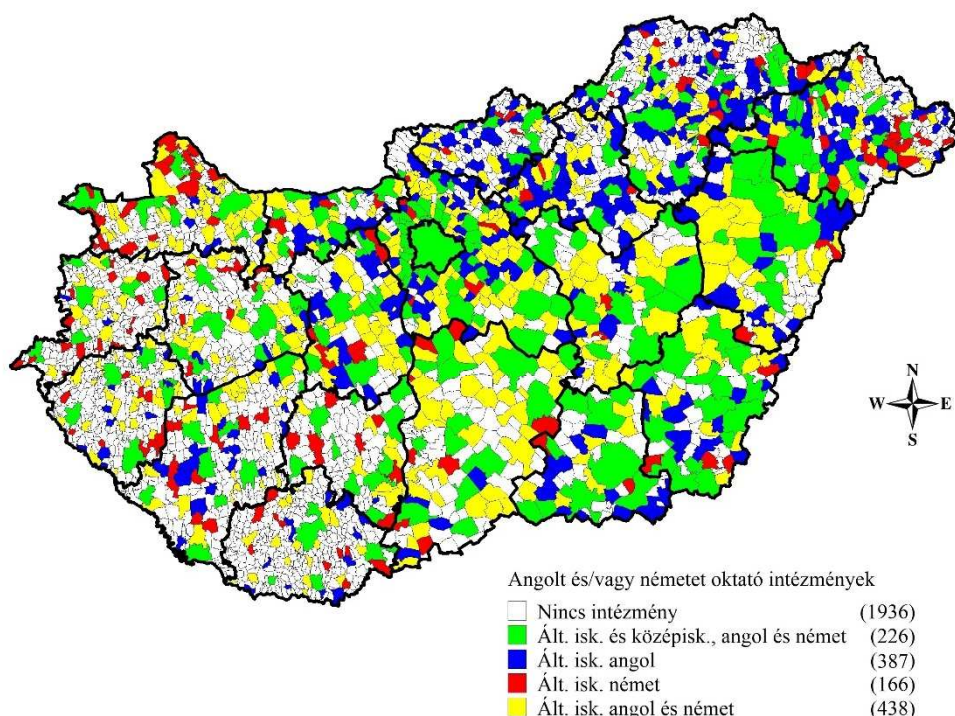 N
W E
S
Angolt és/vagy németet oktató intézmények
Nincs intézmény (1936)
Ált. isk. és középisk., angol és német (226)
Ált. isk. angol (387)
Ált. isk. német (166)
Ált. isk. angol és német (438)